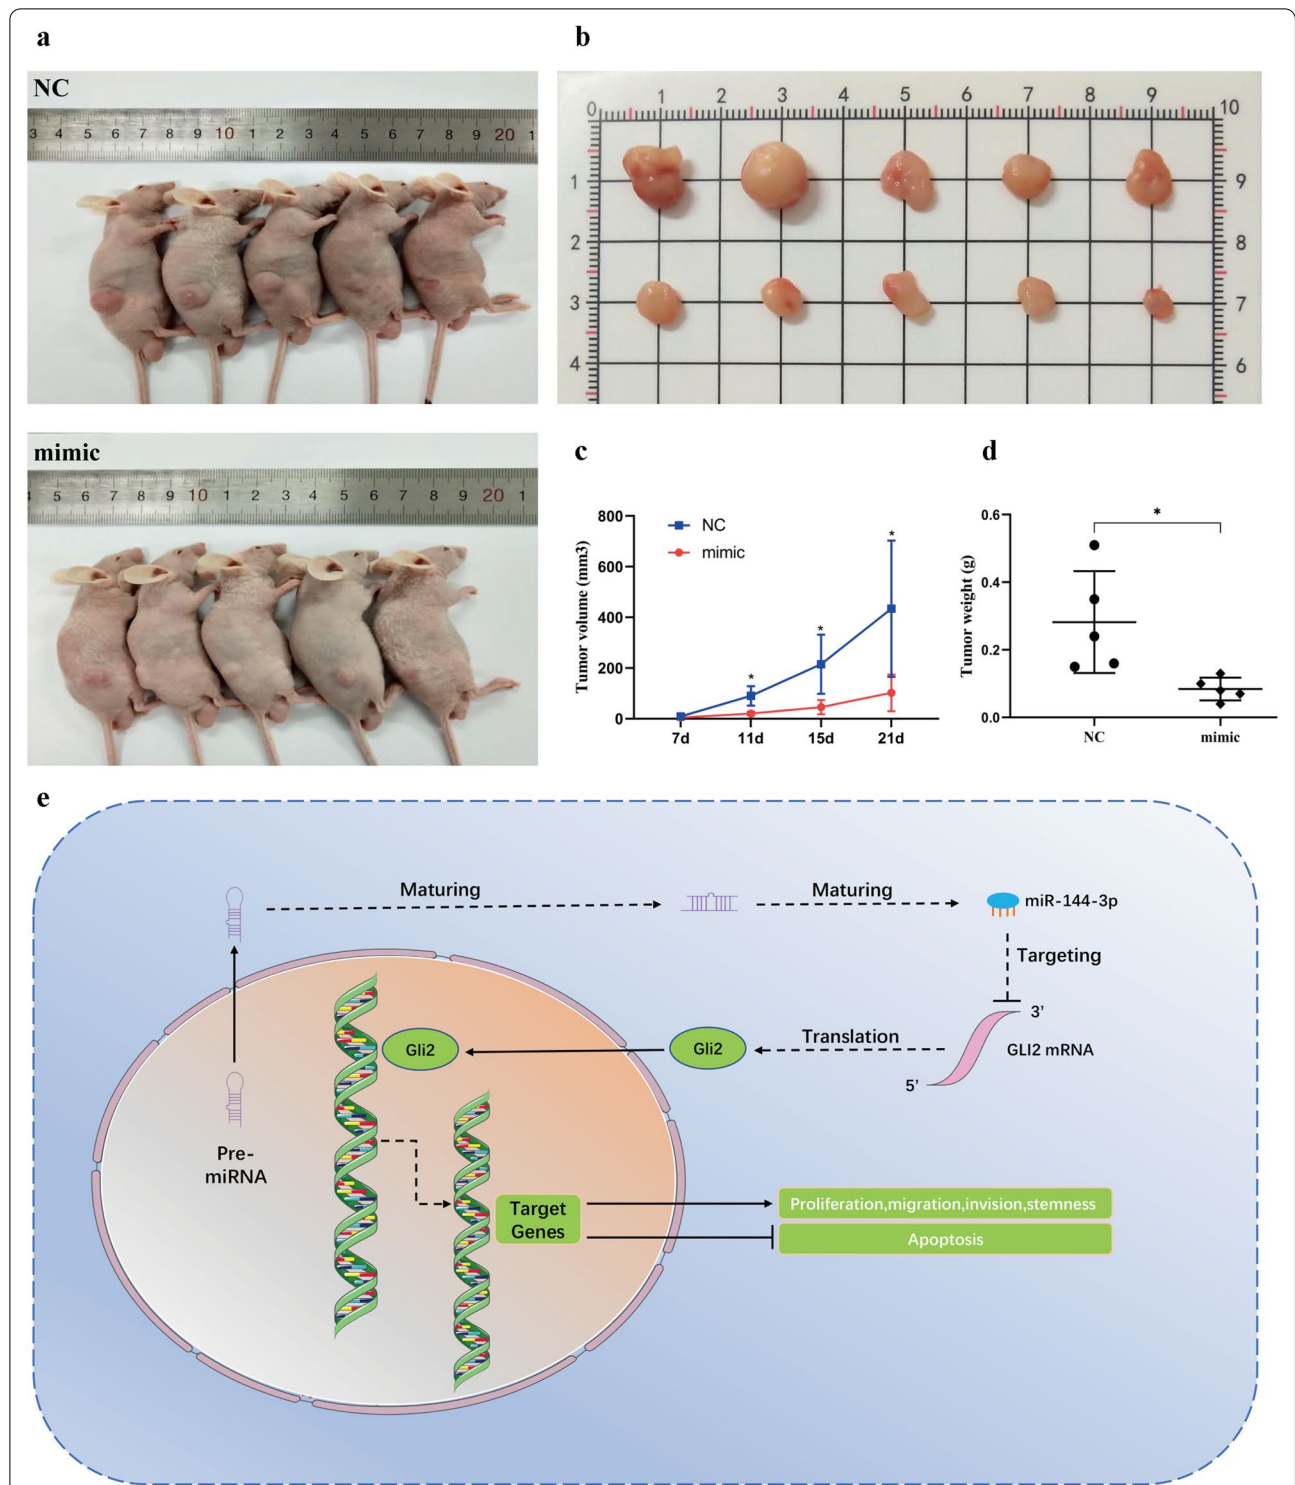 a
NC
3 4 5 6 7 8 9 10 1 2 3 4 5 6 7 8 9 20 1
b
0 1 2 3 4 5 6 7 8 9 10
1 9
2 8
3 7
4 6
mimic
4 5 6 7 8 9 10 1 2 3 4 5 6 7 8 9 20 1
c
Tumor volume (mm3)
800
600
400
200
0
NC
mimic
*
*
*
7d 11d 15d 21d
d
Tumor weight (g)
0.6
0.4
0.2
0.0
*
NC mimic
e
Maturing
Maturing
miR-144-3p
Targeting
3’
GLI2 mRNA
5’
Translation
Gli2
Gli2
Pre-
miRNA
Target
Genes
Proliferation,migration,invision,stemness
Apoptosis